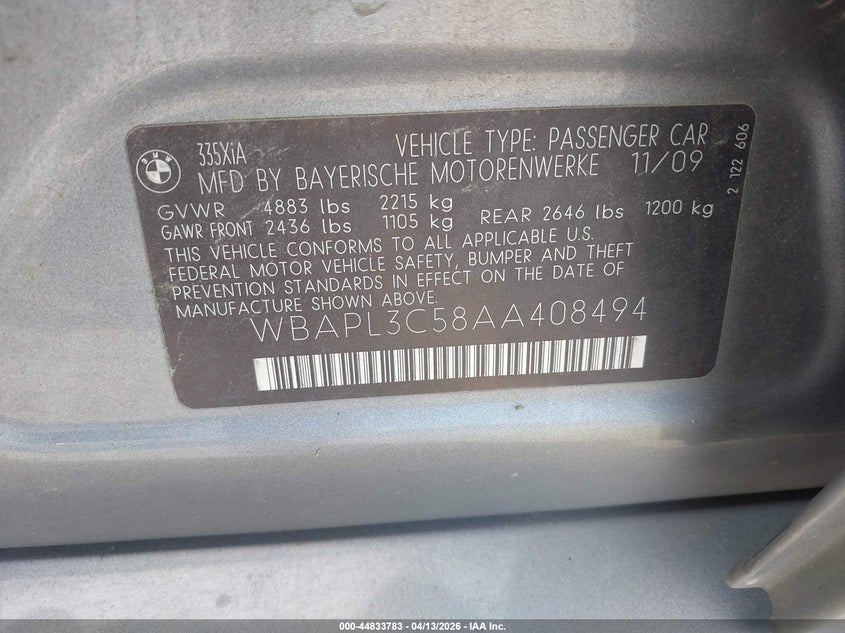 BMW
335XiA
VEHICLE TYPE: PASSENGER CAR
MFD BY BAYERISCHE MOTORENWERKE 11/09
GVWR 4883 lbs 2215 kg
GAWR FRONT 2436 lbs 1105 kg REAR 2646 lbs 1200 kg
THIS VEHICLE CONFORMS TO ALL APPLICABLE U.S.
FEDERAL MOTOR VEHICLE SAFETY, BUMPER AND THEFT
PREVENTION STANDARDS IN EFFECT ON THE DATE OF
MANUFACTURE SHOWN ABOVE.
WBAPL3C58AA408494
2 122 606
000-44833783 - 04/13/2026 - IAA Inc.